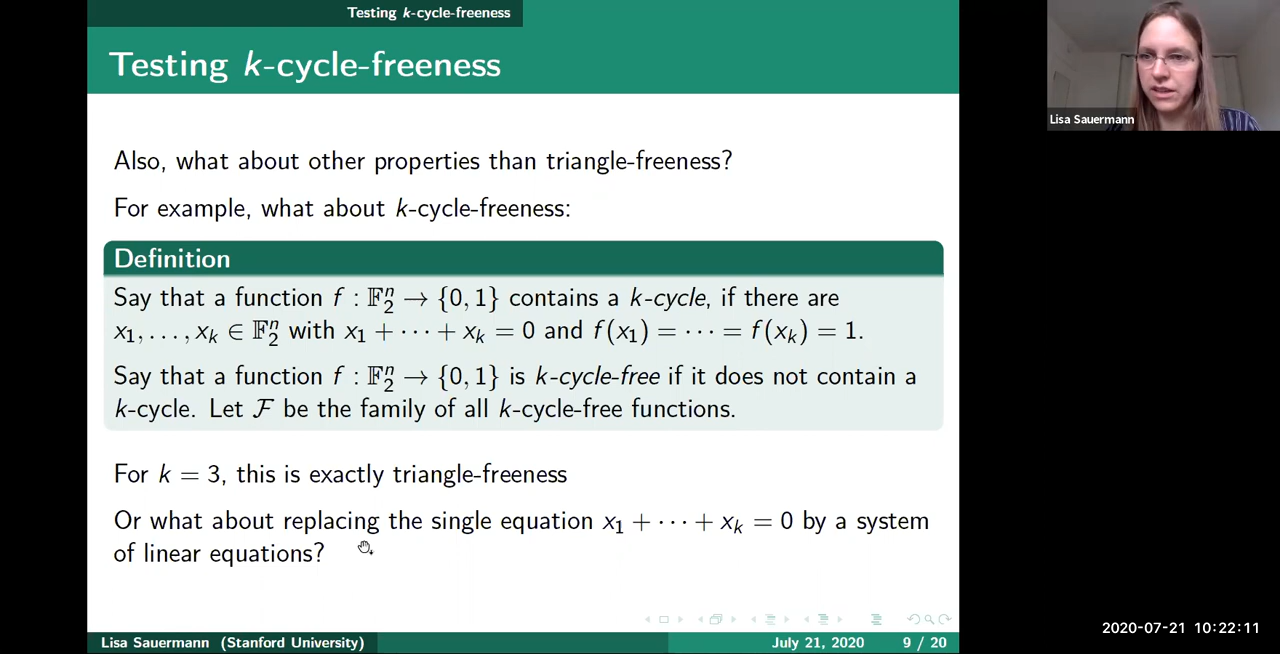 Testing k-cycle-freeness
Testing k-cycle-freeness
Also, what about other properties than triangle-freeness?
For example, what about k-cycle-freeness:
Definition
Say that a function f : 𝔽₂ⁿ → {0, 1} contains a k-cycle, if there are
x₁, . . . , xₖ ∈ 𝔽₂ⁿ with x₁ + · · · + xₖ = 0 and f(x₁) = · · · = f(xₖ) = 1.
Say that a function f : 𝔽₂ⁿ → {0, 1} is k-cycle-free if it does not contain a
k-cycle. Let ℱ be the family of all k-cycle-free functions.
For k = 3, this is exactly triangle-freeness
Or what about replacing the single equation x₁ + · · · + xₖ = 0 by a system
of linear equations?
Lisa Sauermann (Stanford University)
July 21, 2020
9 / 20
Lisa Sauermann
2020-07-21 10:22:11